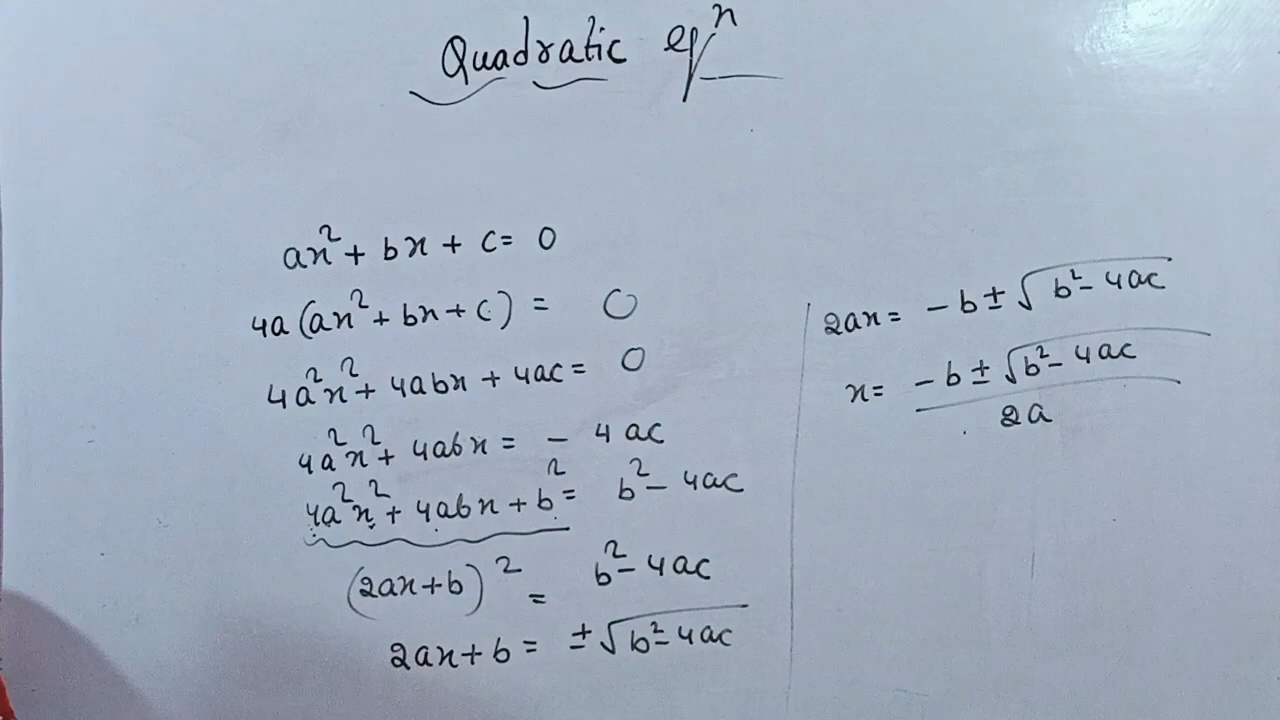 Quadratic eqⁿ
ax² + bx + c = 0
4a(ax² + bx + c) = 0
4a²x² + 4abx + 4ac = 0
4a²x² + 4abx = - 4ac
4a²x² + 4abx + b² = b² - 4ac
(2ax + b)² = b² - 4ac
2ax + b = ± √b² - 4ac
2ax = - b ± √b² - 4ac
x = - b ± √b² - 4ac / 2a